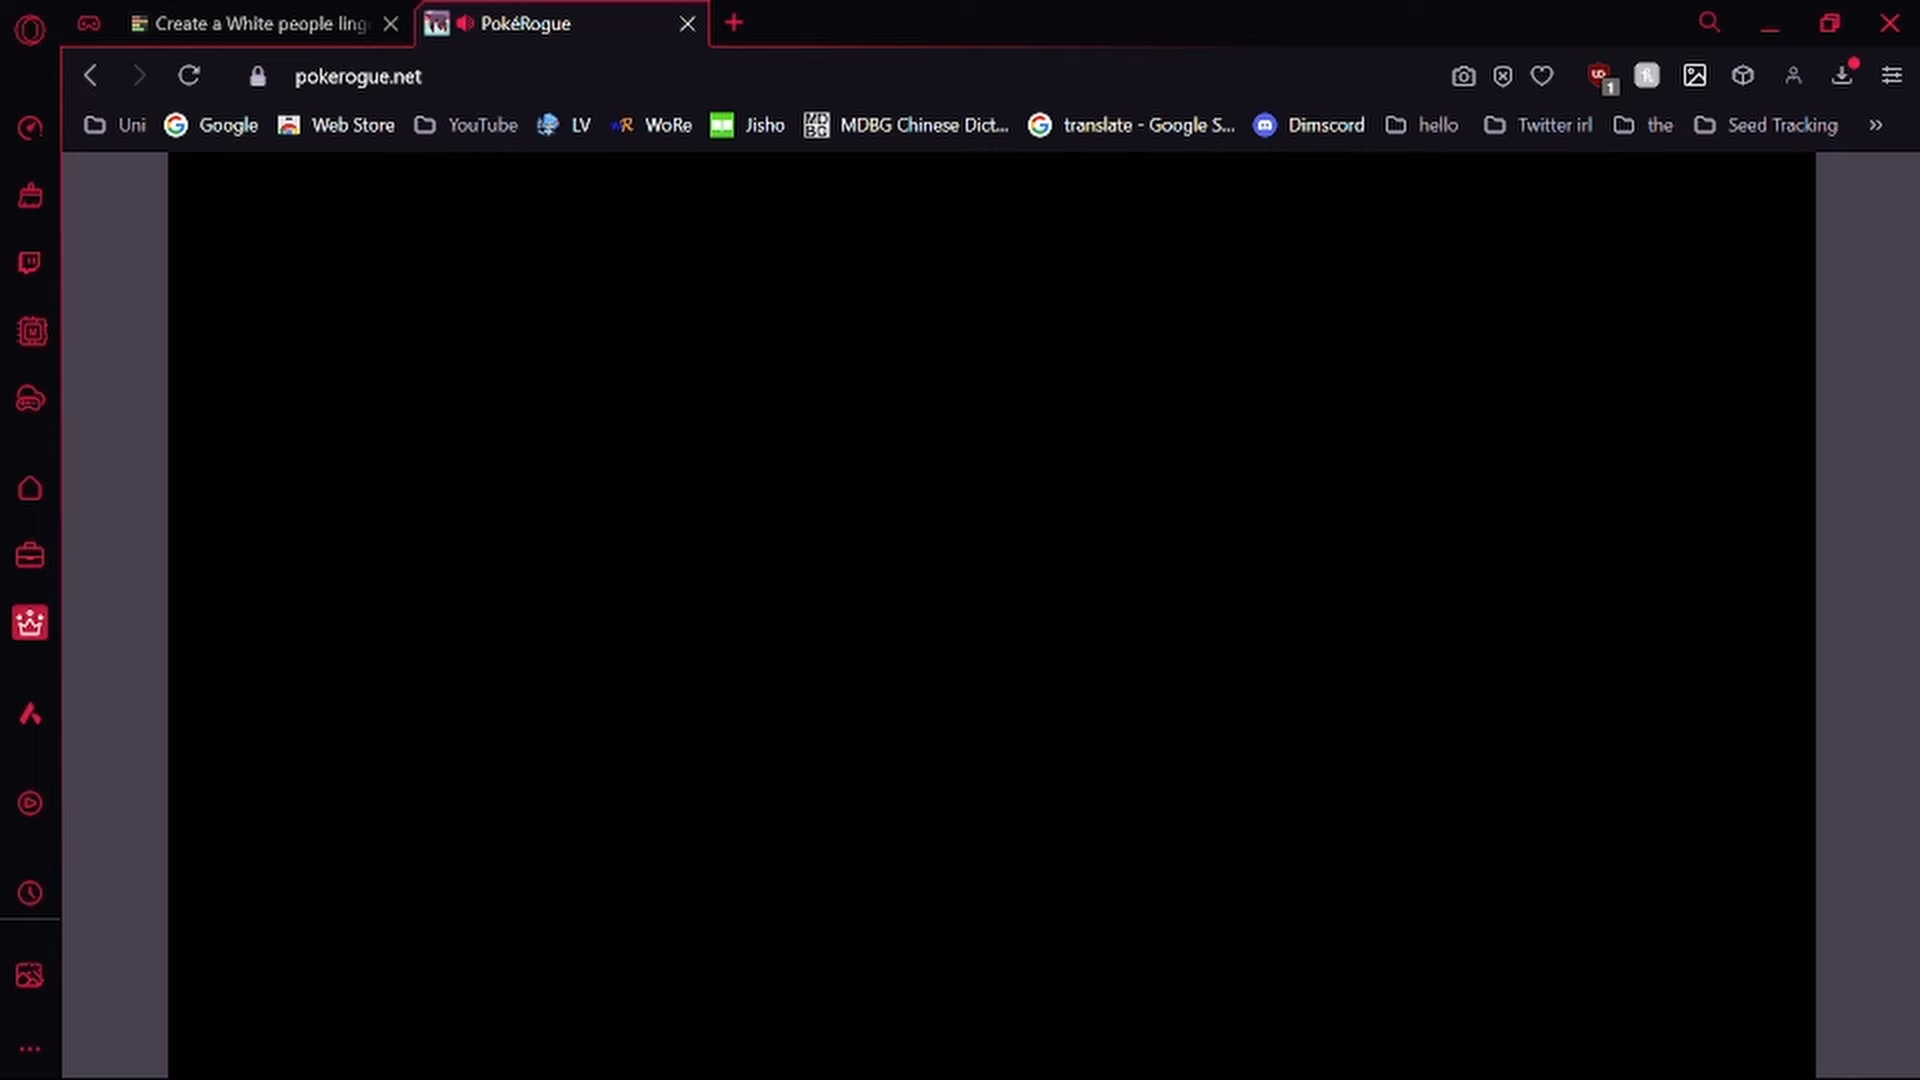 Create a White people ling
PokéRogue
pokerogue.net
1
Uni
Google
Web Store
YouTube
LV
WoRe
Jisho
MDBG Chinese Dict...
translate - Google S...
Dimscord
hello
Twitter irl
the
Seed Tracking